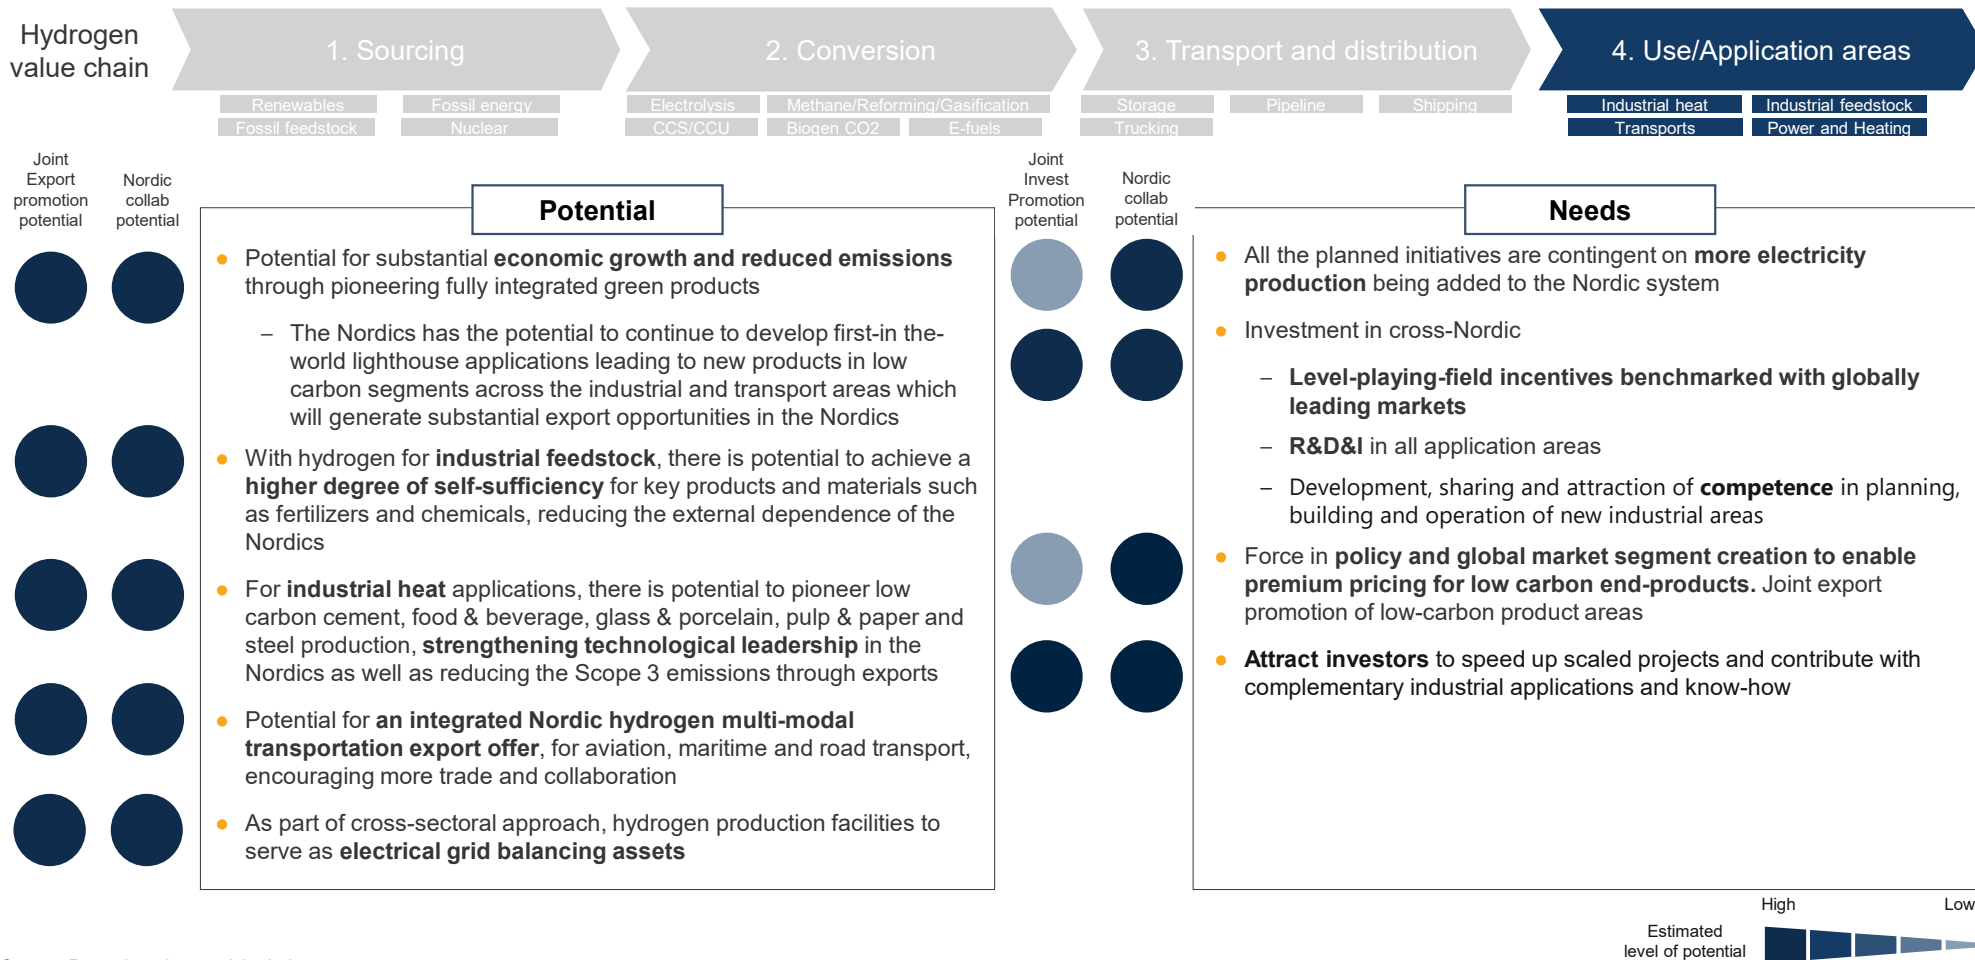 Hydrogen
value chain
1. Sourcing
2. Conversion
3. Transport and distribution
4. Use/Application areas
Renewables
Fossil energy
Fossil feedstock
Nuclear
Electrolysis
Methane/Reforming/Gasification
CCS/CCU
Biogen CO2
E-fuels
Storage
Pipeline
Shipping
Trucking
Industrial heat
Industrial feedstock
Transports
Power and Heating
Joint
Export
promotion
potential
Nordic
collab
potential
Potential
• Potential for substantial economic growth and reduced emissions
through pioneering fully integrated green products
– The Nordics has the potential to continue to develop first-in the-
world lighthouse applications leading to new products in low
carbon segments across the industrial and transport areas which
will generate substantial export opportunities in the Nordics
• With hydrogen for industrial feedstock, there is potential to achieve a
higher degree of self-sufficiency for key products and materials such
as fertilizers and chemicals, reducing the external dependence of the
Nordics
• For industrial heat applications, there is potential to pioneer low
carbon cement, food & beverage, glass & porcelain, pulp & paper and
steel production, strengthening technological leadership in the
Nordics as well as reducing the Scope 3 emissions through exports
• Potential for an integrated Nordic hydrogen multi-modal
transportation export offer, for aviation, maritime and road transport,
encouraging more trade and collaboration
• As part of cross-sectoral approach, hydrogen production facilities to
serve as electrical grid balancing assets
Joint
Invest
Promotion
potential
Nordic
collab
potential
Needs
• All the planned initiatives are contingent on more electricity
production being added to the Nordic system
• Investment in cross-Nordic
– Level-playing-field incentives benchmarked with globally
leading markets
– R&D&I in all application areas
– Development, sharing and attraction of competence in planning,
building and operation of new industrial areas
• Force in policy and global market segment creation to enable
premium pricing for low carbon end-products. Joint export
promotion of low-carbon product areas
• Attract investors to speed up scaled projects and contribute with
complementary industrial applications and know-how
High
Low
Estimated
level of potential